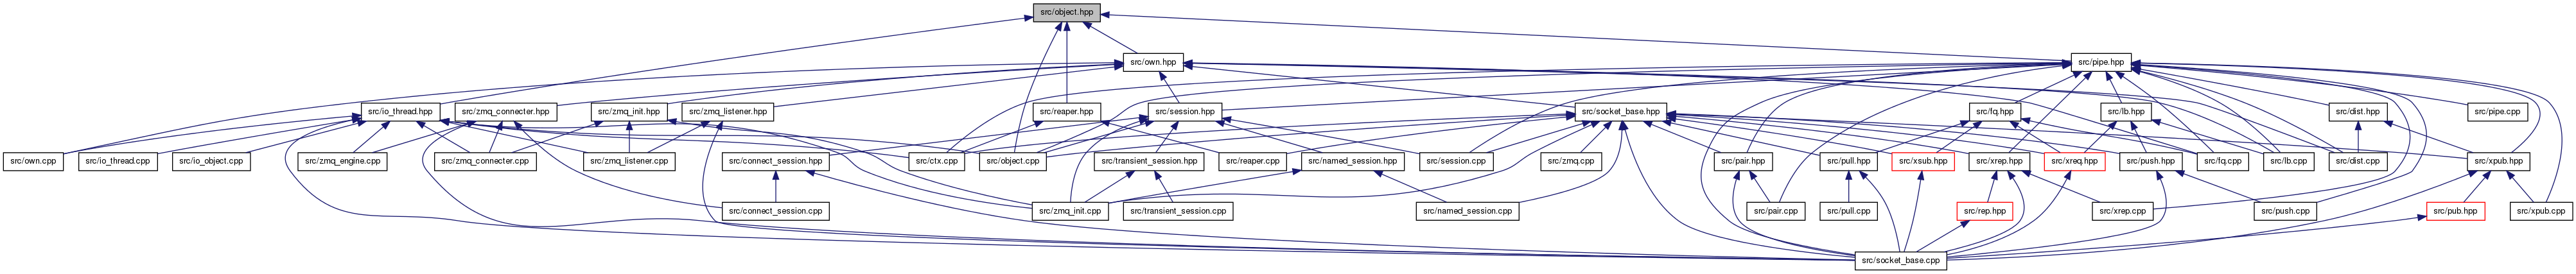 src/object.hpp
src/own.hpp
src/pipe.hpp
src/io_thread.hpp
src/zmq_connecter.hpp
src/zmq_init.hpp
src/zmq_listener.hpp
src/reaper.hpp
src/session.hpp
src/socket_base.hpp
src/fq.hpp
src/lb.hpp
src/dist.hpp
src/pipe.cpp
src/own.cpp
src/io_thread.cpp
src/io_object.cpp
src/zmq_engine.cpp
src/zmq_connecter.cpp
src/zmq_listener.cpp
src/connect_session.hpp
src/ctx.cpp
src/object.cpp
src/transient_session.hpp
src/reaper.cpp
src/named_session.hpp
src/session.cpp
src/zmq.cpp
src/pair.hpp
src/pull.hpp
src/xsub.hpp
src/xrep.hpp
src/xreq.hpp
src/push.hpp
src/fq.cpp
src/lb.cpp
src/dist.cpp
src/xpub.hpp
src/connect_session.cpp
src/zmq_init.cpp
src/transient_session.cpp
src/named_session.cpp
src/pair.cpp
src/pull.cpp
src/rep.hpp
src/xrep.cpp
src/push.cpp
src/pub.hpp
src/xpub.cpp
src/socket_base.cpp